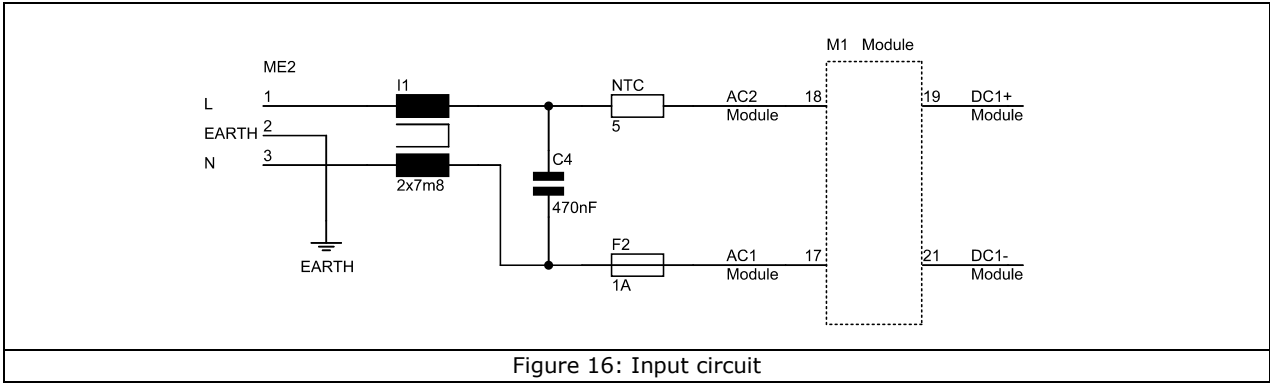 M1 Module
ME2
I1
NTC
L
1
AC2
18
19
DC1+
5
Module
Module
EARTH
2
N
3
C4
2x7m8
470nF
F2
AC1
17
21
DC1-
EARTH
1A
Module
Module
Figure 16: Input circuit